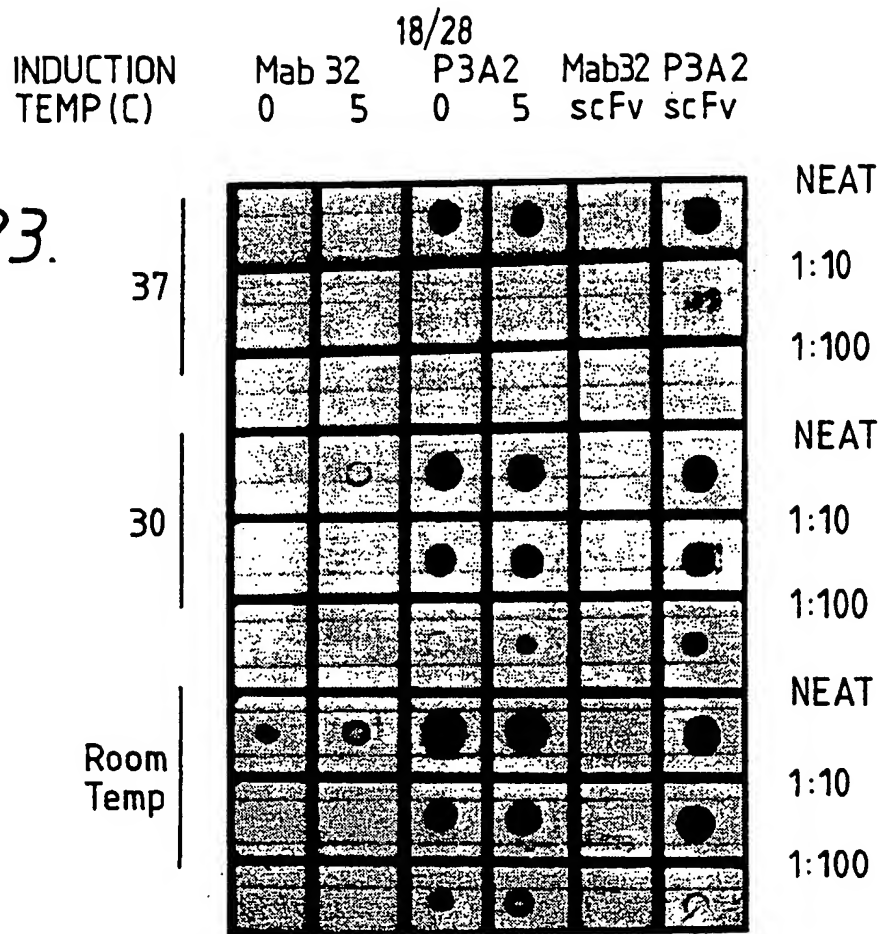 18/28
INDUCTION Mab 32 P3A2 Mab32 P3A2
TEMP (C) 0 5 0 5 scFv scFv
NEAT
3.
37
1:10
1:100
NEAT
30
1:10
1:100
NEAT
Room
Temp
1:10
1:100